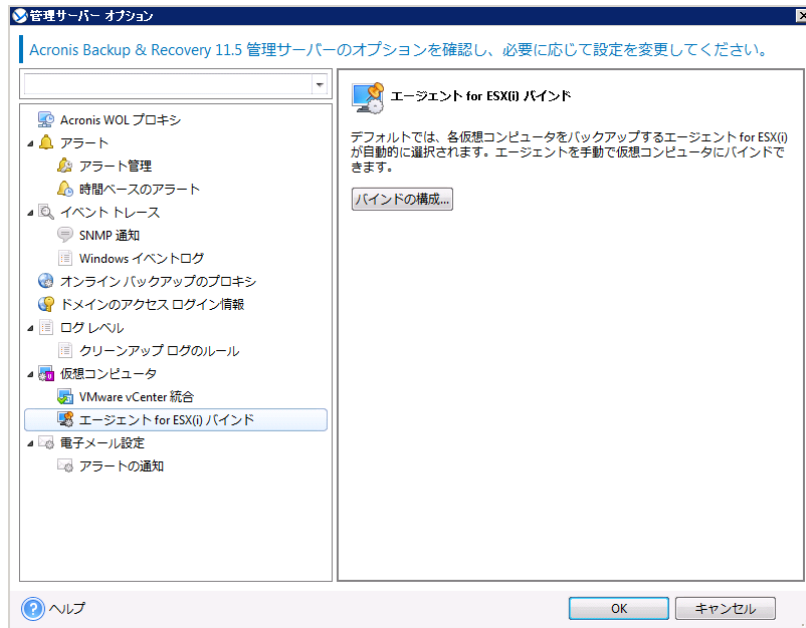 管理サーバー オプション
Acronis Backup & Recovery 11.5 管理サーバーのオプションを確認し、必要に応じて設定を変更してください。
Acronis WOL プロキシ
アラート
アラート管理
時間ベースのアラート
イベント トレース
SNMP 通知
Windows イベントログ
オンライン バックアップのプロキシ
ドメインのアクセス ログイン情報
ログ レベル
クリーンアップ ログのルール
仮想コンピュータ
VMware vCenter 統合
エージェント for ESX(i) バインド
電子メール設定
アラートの通知
エージェント for ESX(i) バインド
デフォルトでは、各仮想コンピュータをバックアップするエージェント for ESX(i)
が自動的に選択されます。エージェントを手動で仮想コンピュータにバインドで
きます。
バインドの構成...
ヘルプ
OK
キャンセル